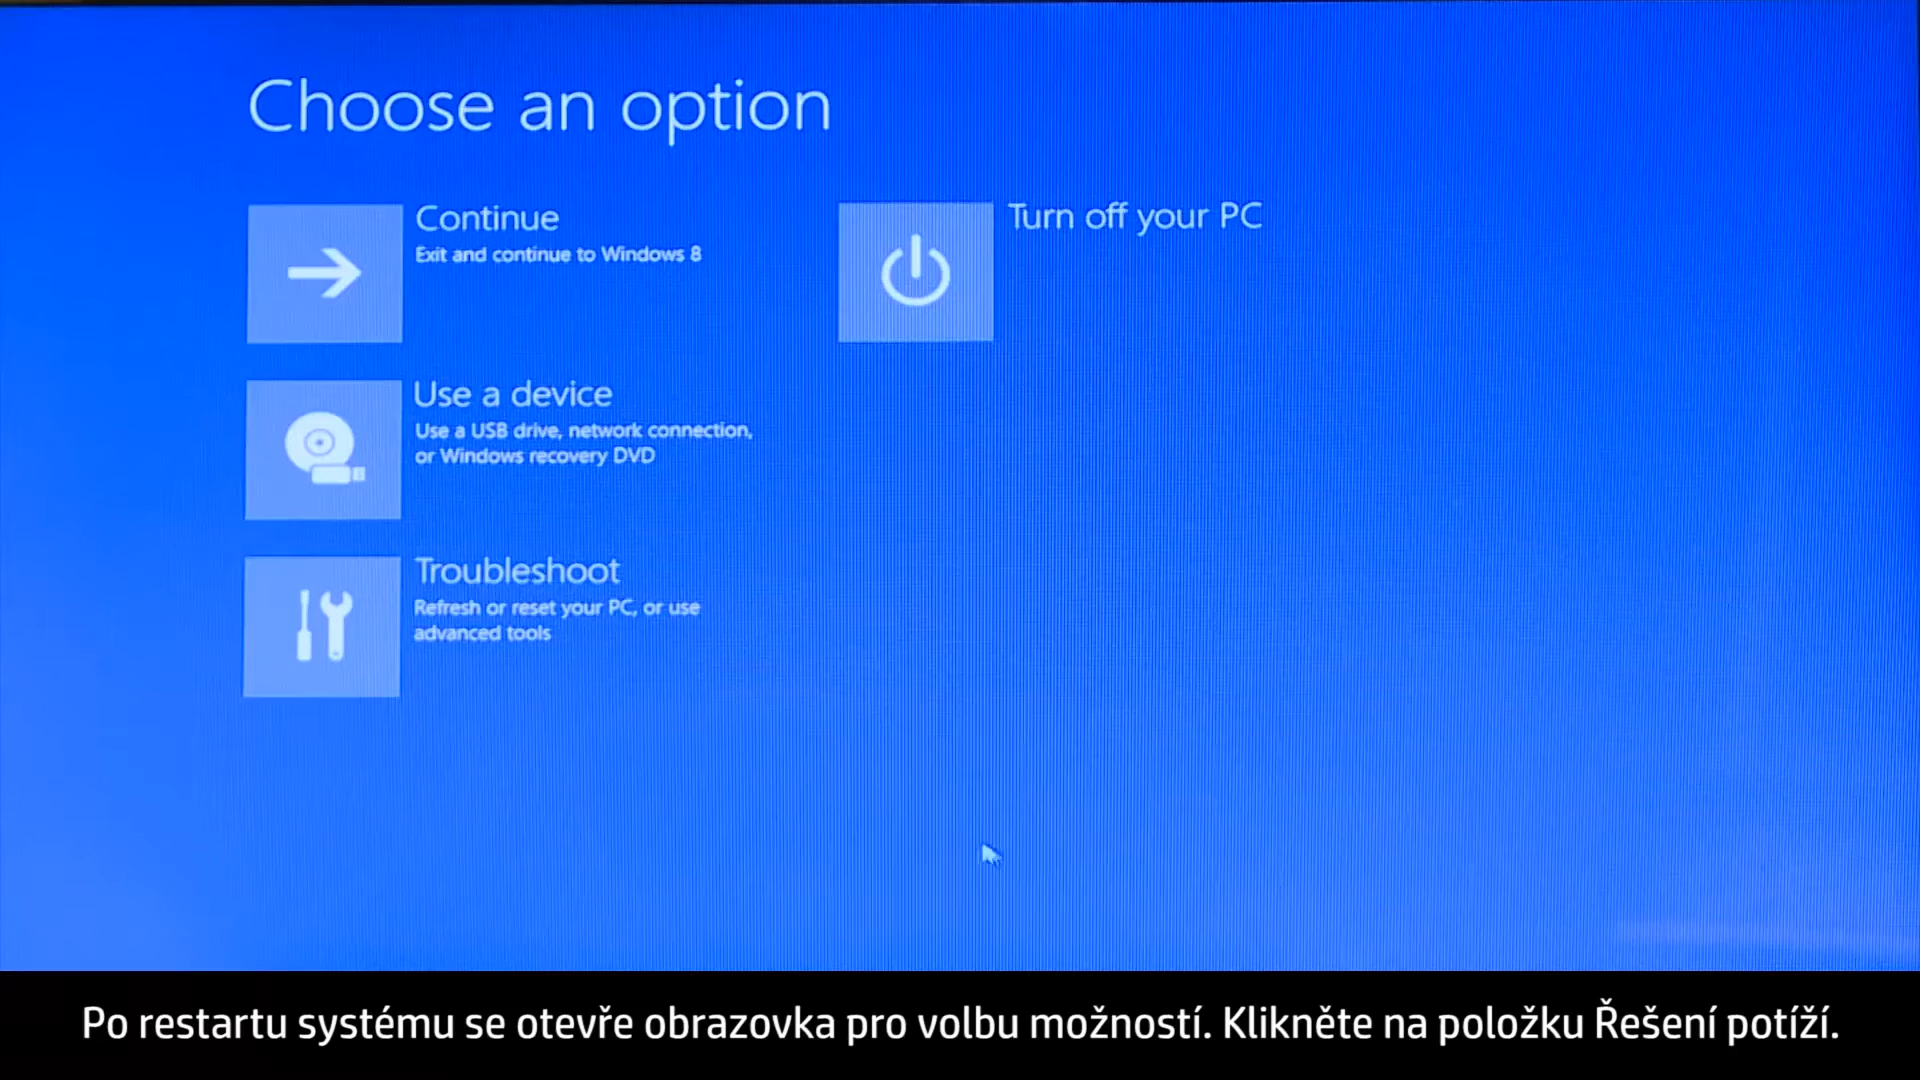 Choose an option
Continue
Exit and continue to Windows 8
Turn off your PC
Use a device
Use a USB drive, network connection,
or Windows recovery DVD
Troubleshoot
Refresh or reset your PC, or use
advanced tools
Po restartu systému se otevře obrazovka pro volbu možností. Klikněte na položku Řešení potíží.